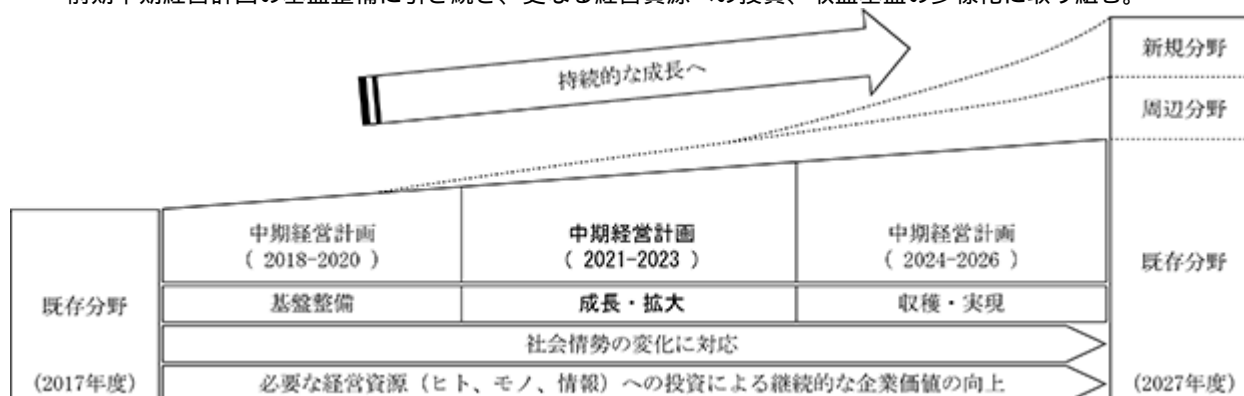 前期中期経営計画の基盤整備に引き続き、更なる経営資源への投資、収益基盤の多様化に取り組む。
持続的な成長へ
新規分野
周辺分野
中期経営計画
( 2018-2020 )
中期経営計画
( 2021-2023 )
中期経営計画
( 2024-2026 )
既存分野
既存分野
基盤整備
成長・拡大
収穫・実現
社会情勢の変化に対応
(2017年度)
必要な経営資源（ヒト、モノ、情報）への投資による継続的な企業価値の向上
(2027年度)